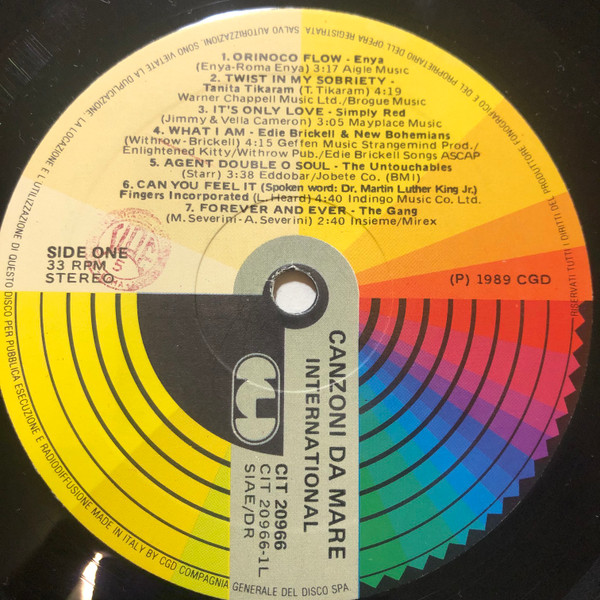 1. ORINOCO FLOW - Enya
(Enya-Roma Enya) 3:17 Aigle Music
2. TWIST IN MY SOBRIETY -
Tanita Tikaram (T. Tikaram) 4:19
Warner Chappell Music Ltd./Brogue Music
3. IT'S ONLY LOVE - Simply Red
(Jimmy & Vella Cameron) 3:05 Mayplace Music
4. WHAT I AM - Edie Brickell & New Bohemians
(Withrow-Brickell) 4:15 Geffen Music Strangemind Prod./
Enlightened Kitty/Withrow Pub./Edie Brickell Songs ASCAP
5. AGENT DOUBLE O SOUL - The Untouchables
(Starr) 3:38 Eddobar/Jobete Co. (BMI)
6. CAN YOU FEEL IT (Spoken word: Dr. Martin Luther King Jr.)
Fingers Incorporated (L. Heard) 4:40 Indingo Music Co. Ltd.
7. FOREVER AND EVER - The Gang
(M. Severini-A. Severini) 2:40 Insieme/Mirex
SIDE ONE
33 RPM
STEREO
(P) 1989 CGD
CANZONI DA MARE
INTERNATIONAL
CIT 20966
CIT 20966-1L
SIAE/DR
MADE IN ITALY BY CGD COMPAGNIA GENERALE DEL DISCO SPA
RISERVATI TUTTI I DIRITTI DEL PRODUTTORE FONOGRAFICO E DEL PROPRIETARIO DELL'OPERA REGISTRATA. SALVO AUTORIZZAZIONI, SONO VIETATE LA DUPLICAZIONE, LA LOCAZIONE E L'UTILIZZAZIONE DI QUESTO DISCO PER PUBBLICA ESECUZIONE E RADIODIFFUSIONE